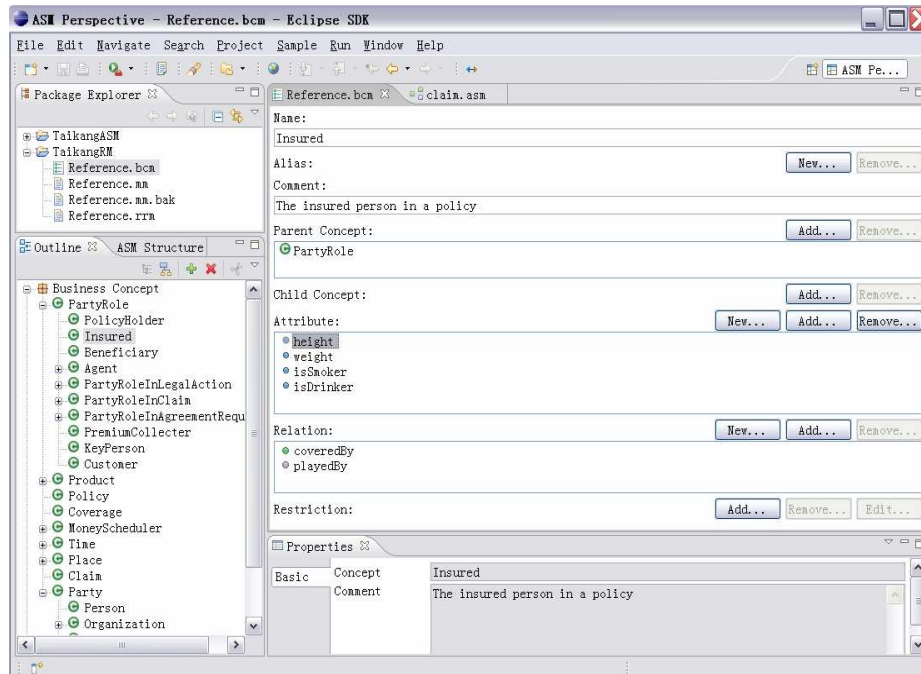 ASM Perspective - Reference.bcm - Eclipse SDK
File Edit Navigate Search Project Sample Run Window Help
ASM Pe...
Package Explorer
TaikangASM
TaikangRM
Reference.bcm
Reference.mm
Reference.mm.bak
Reference.rrm
Outline ASM Structure
Business Concept
PartyRole
PolicyHolder
Insured
Beneficiary
Agent
PartyRoleInLegalAction
PartyRoleInClaim
PartyRoleInAgreementRequ
PremiumCollecter
KeyPerson
Customer
Product
Policy
Coverage
MoneyScheduler
Time
Place
Claim
Party
Person
Organization
Reference.bcm claim.asm
Name:
Insured
Alias: New... Remove...
Comment:
The insured person in a policy
Parent Concept: Add... Remove...
PartyRole
Child Concept: Add... Remove...
Attribute: New... Add... Remove...
height
weight
isSmoker
isDrinker
Relation: New... Add... Remove...
coveredBy
playedBy
Restriction: Add... Remove... Edit...
Properties
Basic
Concept Insured
Comment The insured person in a policy